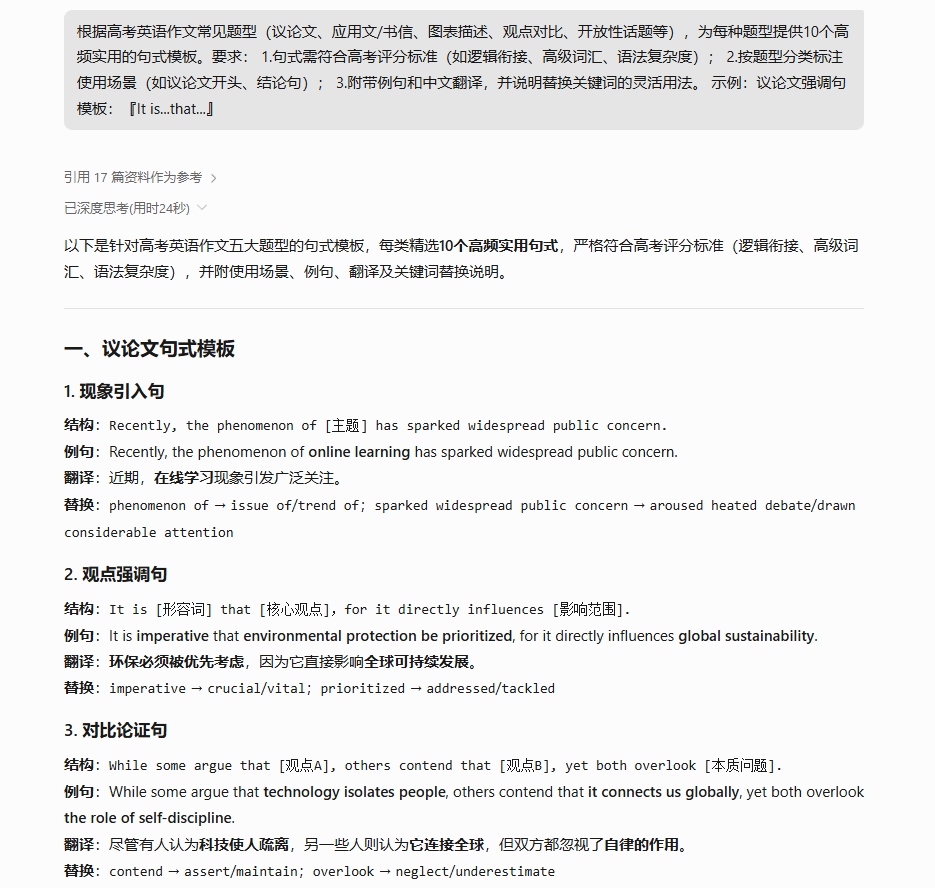 根据高考英语作文常见题型（议论文、应用文/书信、图表描述、观点对比、开放性话题等），为每种题型提供10个高
频实用的句式模板。要求： 1.句式需符合高考评分标准（如逻辑衔接、高级词汇、语法复杂度）； 2.按题型分类标注
使用场景（如议论文开头、结论句）； 3.附带例句和中文翻译，并说明替换关键词的灵活用法。 示例：议论文强调句
模板：『It is...that...』
引用 17 篇资料作为参考 >
已深度思考(用时24秒)
以下是针对高考英语作文五大题型的句式模板，每类精选10个高频实用句式，严格符合高考评分标准（逻辑衔接、高级词
汇、语法复杂度），并附使用场景、例句、翻译及关键词替换说明。
一、议论文句式模板
1. 现象引入句
结构：Recently, the phenomenon of [主题] has sparked widespread public concern.
例句：Recently, the phenomenon of online learning has sparked widespread public concern.
翻译：近期，在线学习现象引发广泛关注。
替换：phenomenon of → issue of/trend of; sparked widespread public concern → aroused heated debate/drawn
considerable attention
2. 观点强调句
结构：It is [形容词] that [核心观点]，for it directly influences [影响范围].
例句：It is imperative that environmental protection be prioritized, for it directly influences global sustainability.
翻译：环保必须被优先考虑，因为它直接影响全球可持续发展。
替换：imperative → crucial/vital; prioritized → addressed/tackled
3. 对比论证句
结构：While some argue that [观点A], others contend that [观点B], yet both overlook [本质问题].
例句：While some argue that technology isolates people, others contend that it connects us globally, yet both overlook
the role of self-discipline.
翻译：尽管有人认为科技使人疏离，另一些人则认为它连接全球，但双方都忽视了自律的作用。
替换：contend → assert/maintain; overlook → neglect/underestimate